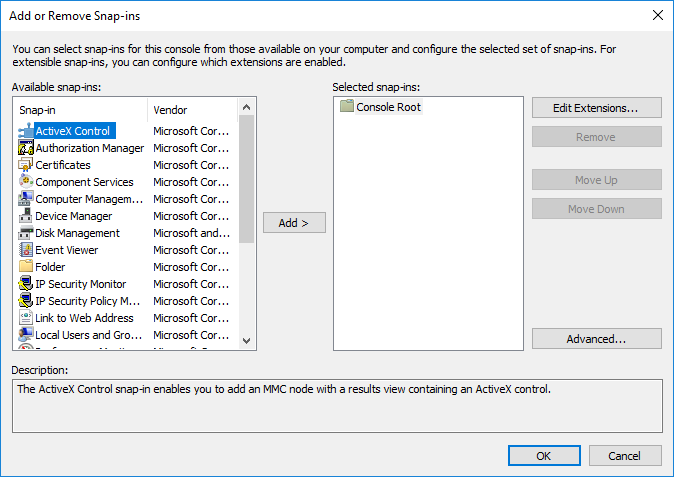 Add or Remove Snap-ins
You can select snap-ins for this console from those available on your computer and configure the selected set of snap-ins. For
extensible snap-ins, you can configure which extensions are enabled.
Available snap-ins:
Snap-in Vendor
ActiveX Control Microsoft Cor...
Authorization Manager Microsoft Cor...
Certificates Microsoft Cor...
Component Services Microsoft Cor...
Computer Managem... Microsoft Cor...
Device Manager Microsoft Cor...
Disk Management Microsoft and...
Event Viewer Microsoft Cor...
Folder Microsoft Cor...
IP Security Monitor Microsoft Cor...
IP Security Policy M... Microsoft Cor...
Link to Web Address Microsoft Cor...
Local Users and Gro... Microsoft Cor...
Add >
Selected snap-ins:
Console Root
Edit Extensions...
Remove
Move Up
Move Down
Advanced...
Description:
The ActiveX Control snap-in enables you to add an MMC node with a results view containing an ActiveX control.
OK
Cancel